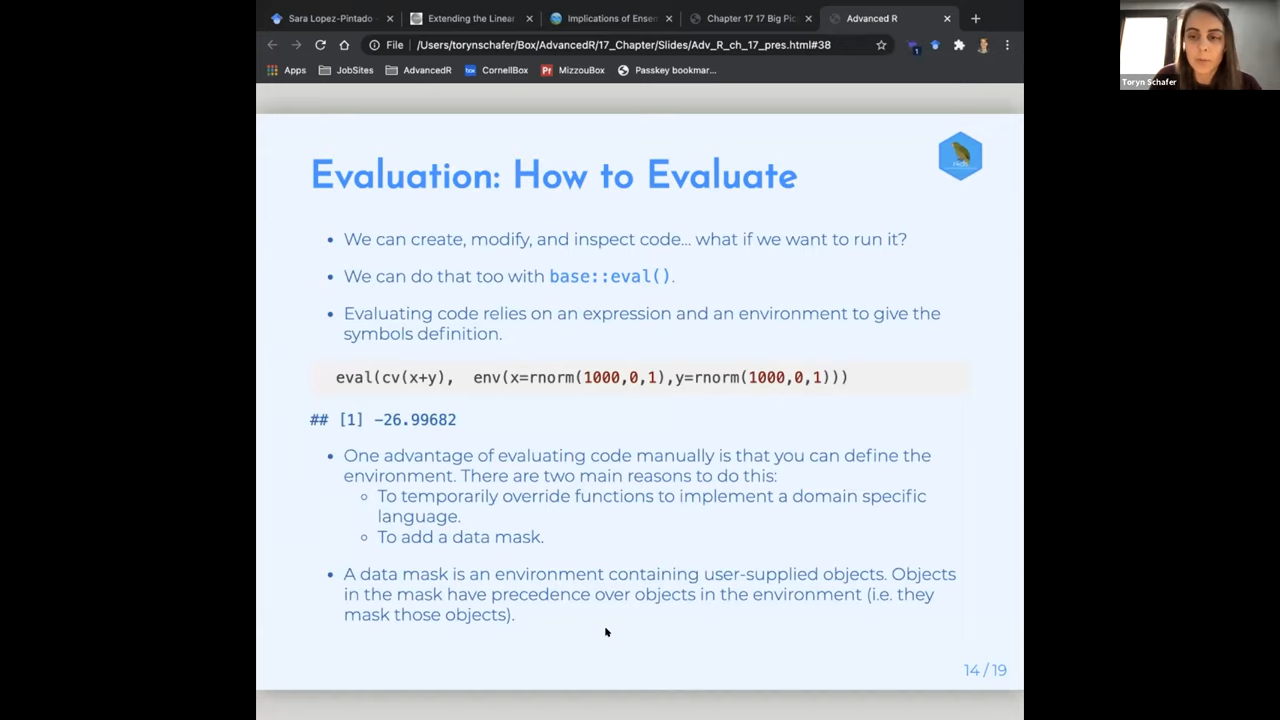 Sara Lopez-Pintado
Extending the Linear
Implications of Ensem
Chapter 17 17 Big Pic
Advanced R
File
/Users/torynschafer/Box/AdvancedR/17_Chapter/Slides/Adv_R_ch_17_pres.html#38
Apps
JobSites
AdvancedR
CornellBox
MizzouBox
Passkey bookmar...
Toryn Schafer
Evaluation: How to Evaluate
We can create, modify, and inspect code... what if we want to run it?
We can do that too with base::eval().
Evaluating code relies on an expression and an environment to give the
symbols definition.
eval(cv(x+y),  env(x=rnorm(1000,0,1),y=rnorm(1000,0,1)))
## [1] -26.99682
One advantage of evaluating code manually is that you can define the
environment. There are two main reasons to do this:
To temporarily override functions to implement a domain specific
language.
To add a data mask.
A data mask is an environment containing user-supplied objects. Objects
in the mask have precedence over objects in the environment (i.e. they
mask those objects).
14 / 19